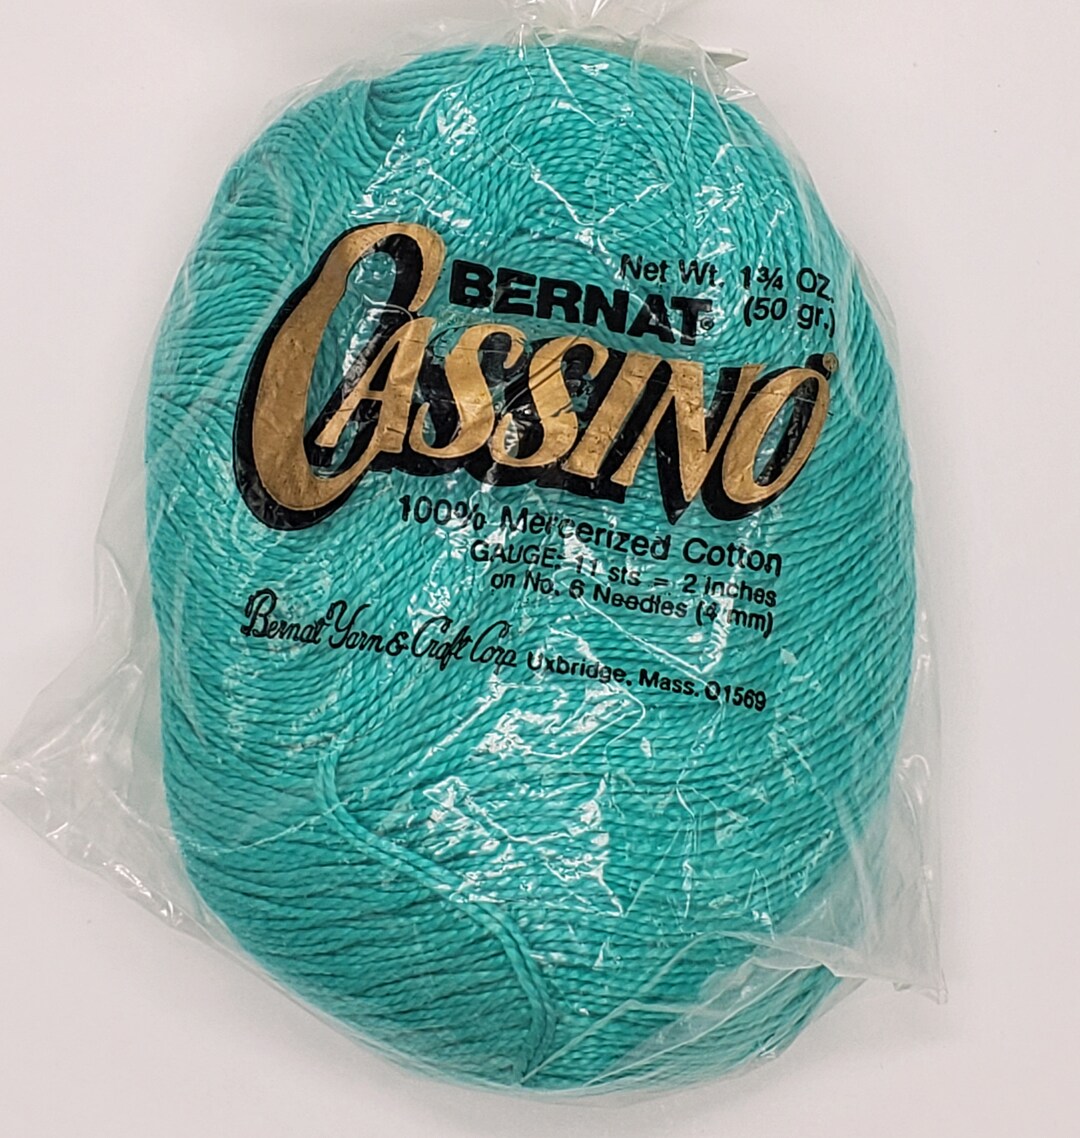 Net Wt. 1¾ OZ.
(50 gr.)
BERNAT®
CASSINO®
100% Mercerized Cotton
GAUGE: 11 sts = 2 inches
on No. 6 Needles (4 mm)
Bernat Yarn & Craft Corp. Uxbridge, Mass. 01569